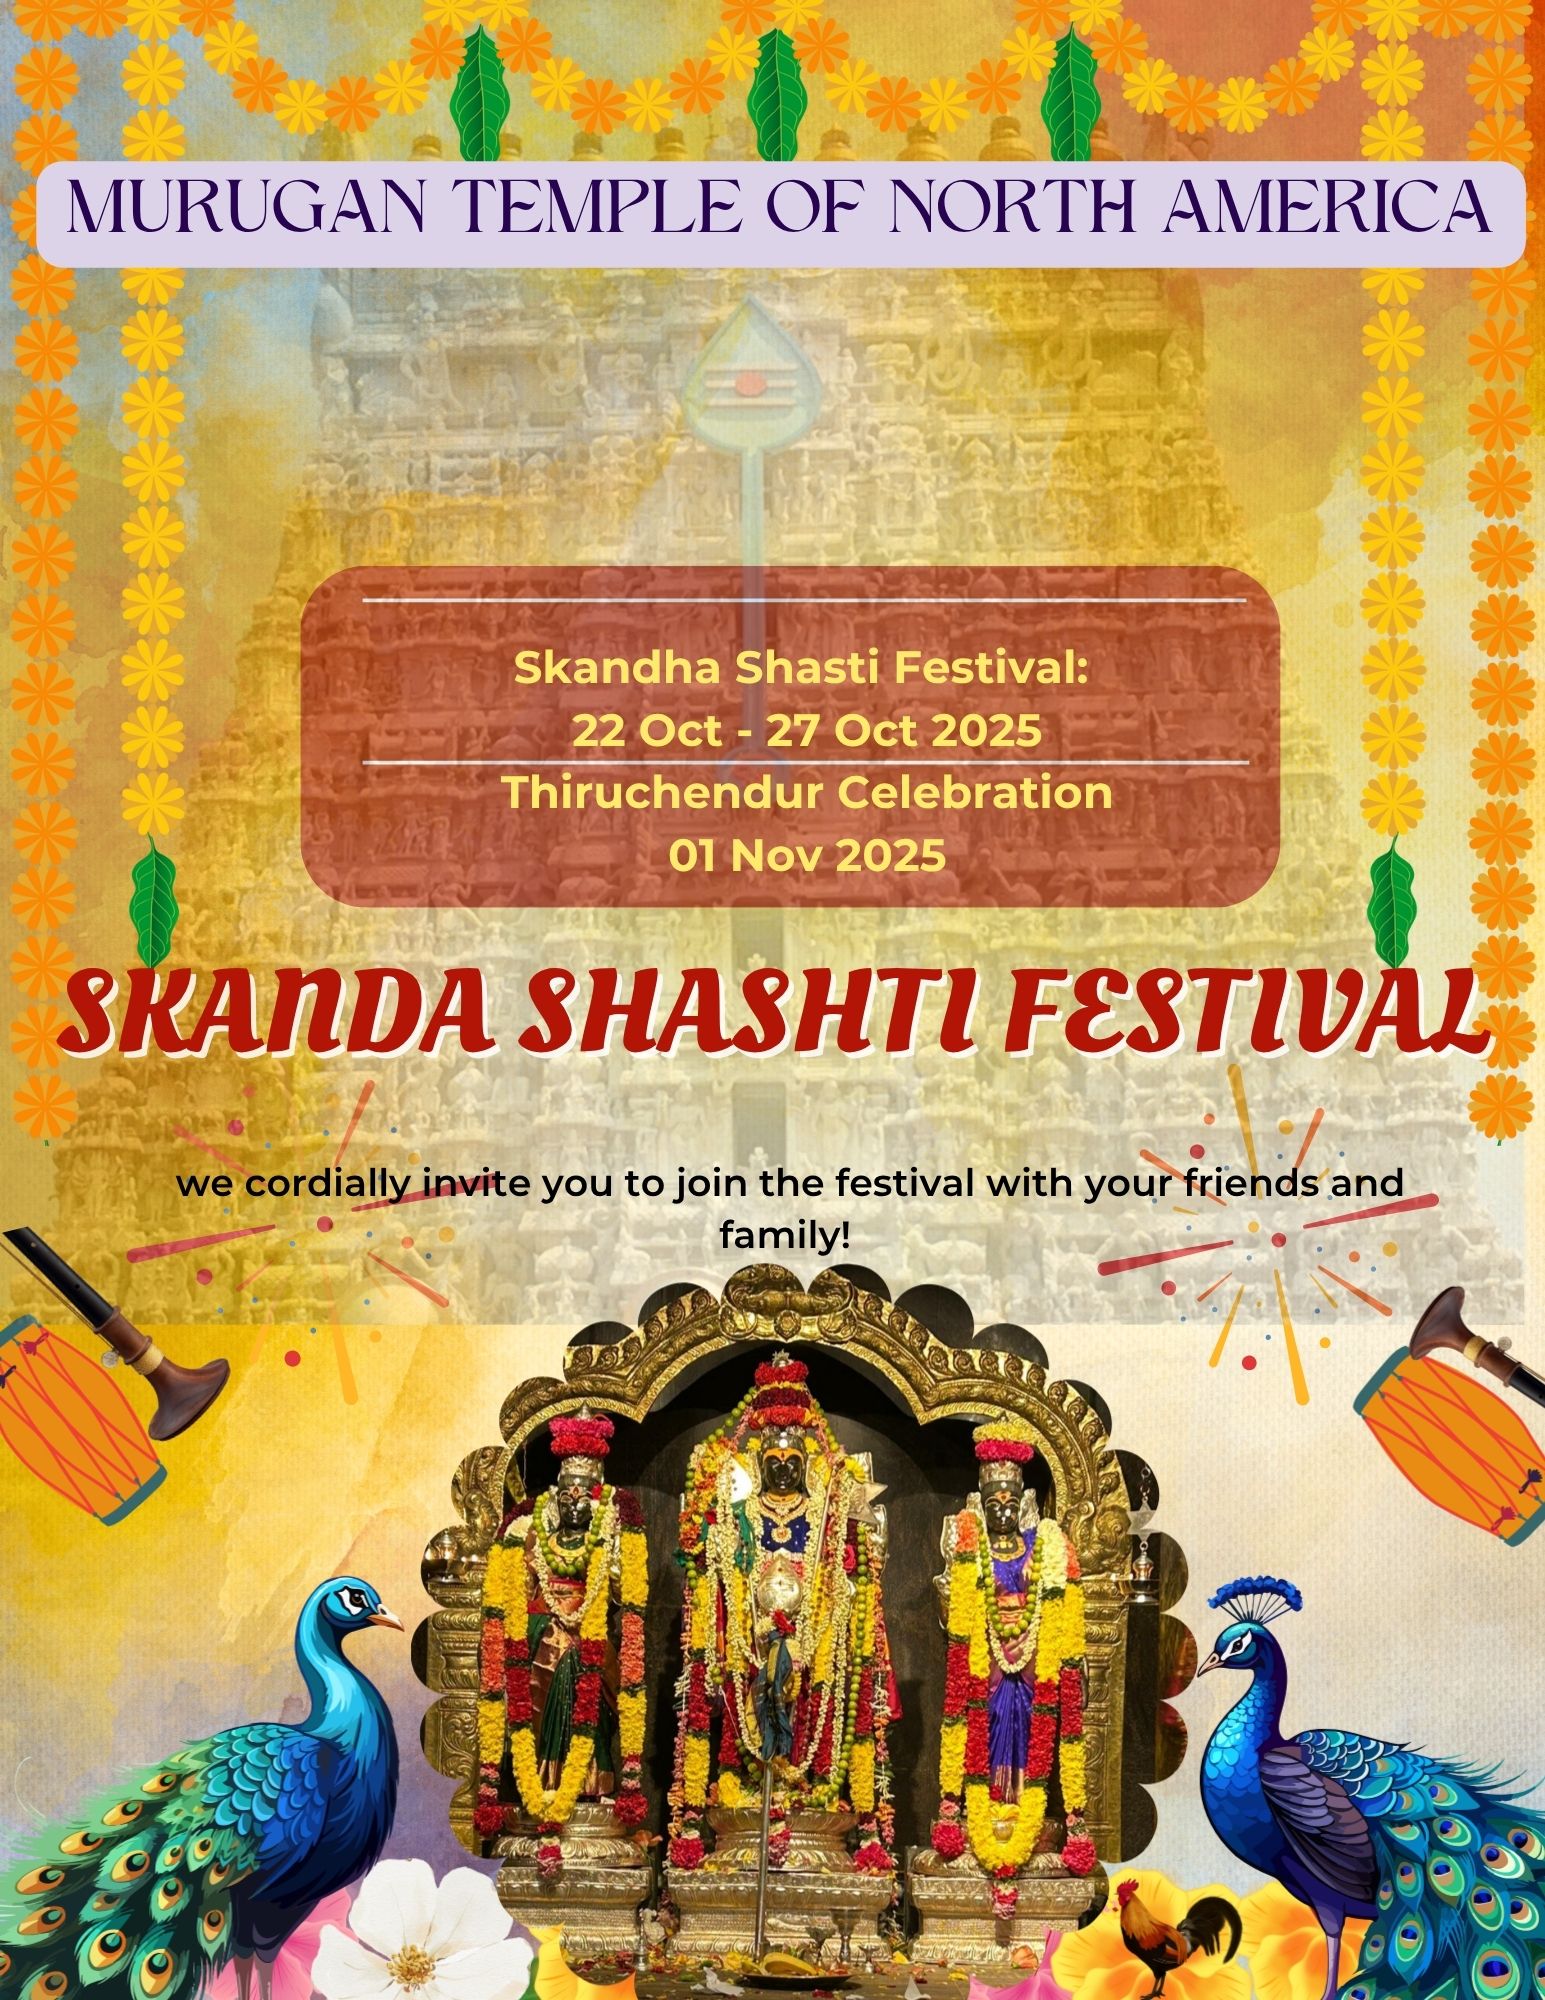 MURUGAN TEMPLE OF NORTH AMERICA
Skandha Shasti Festival:
22 Oct - 27 Oct 2025
Thiruchendur Celebration
01 Nov 2025
SKANDA SHASHTI FESTIVAL
we cordially invite you to join the festival with your friends and
family!